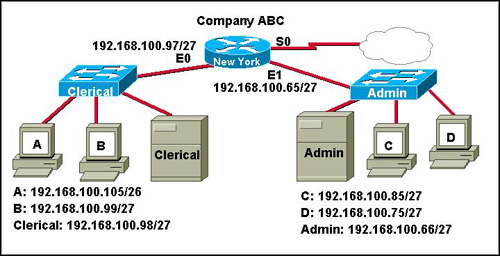 Company ABC
192.168.100.97/27
S0
E0
New York
E1
192.168.100.65/27
Clerical
Admin
A
B
Clerical
Admin
C
D
A: 192.168.100.105/26
B: 192.168.100.99/27
Clerical: 192.168.100.98/27
C: 192.168.100.85/27
D: 192.168.100.75/27
Admin: 192.168.100.66/27